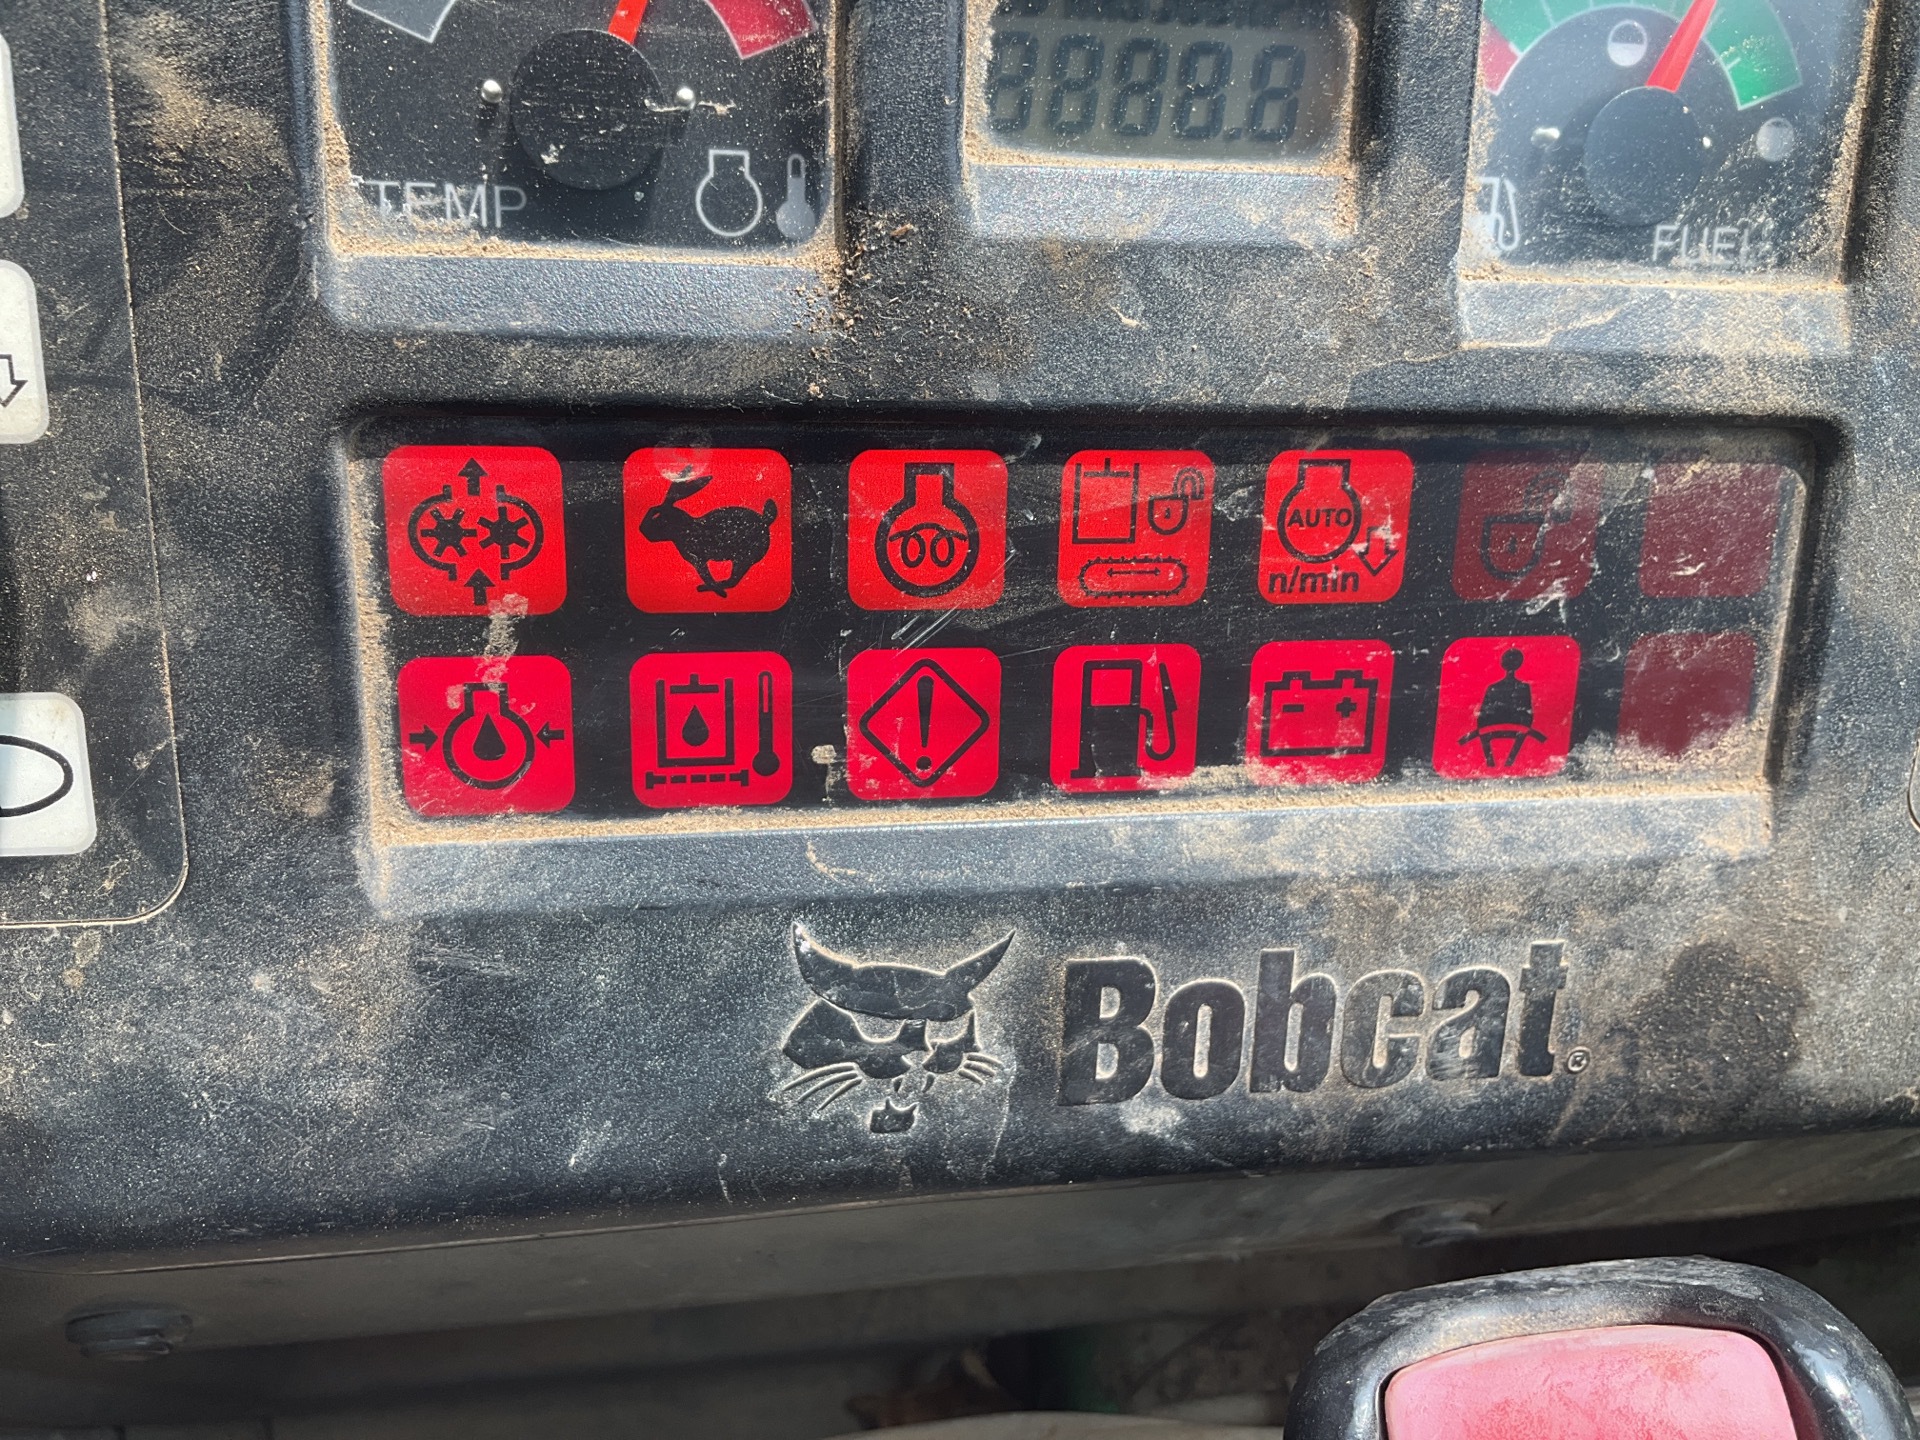 8888.8
TEMP
FUEL
AUTO
n/min
Bobcat®